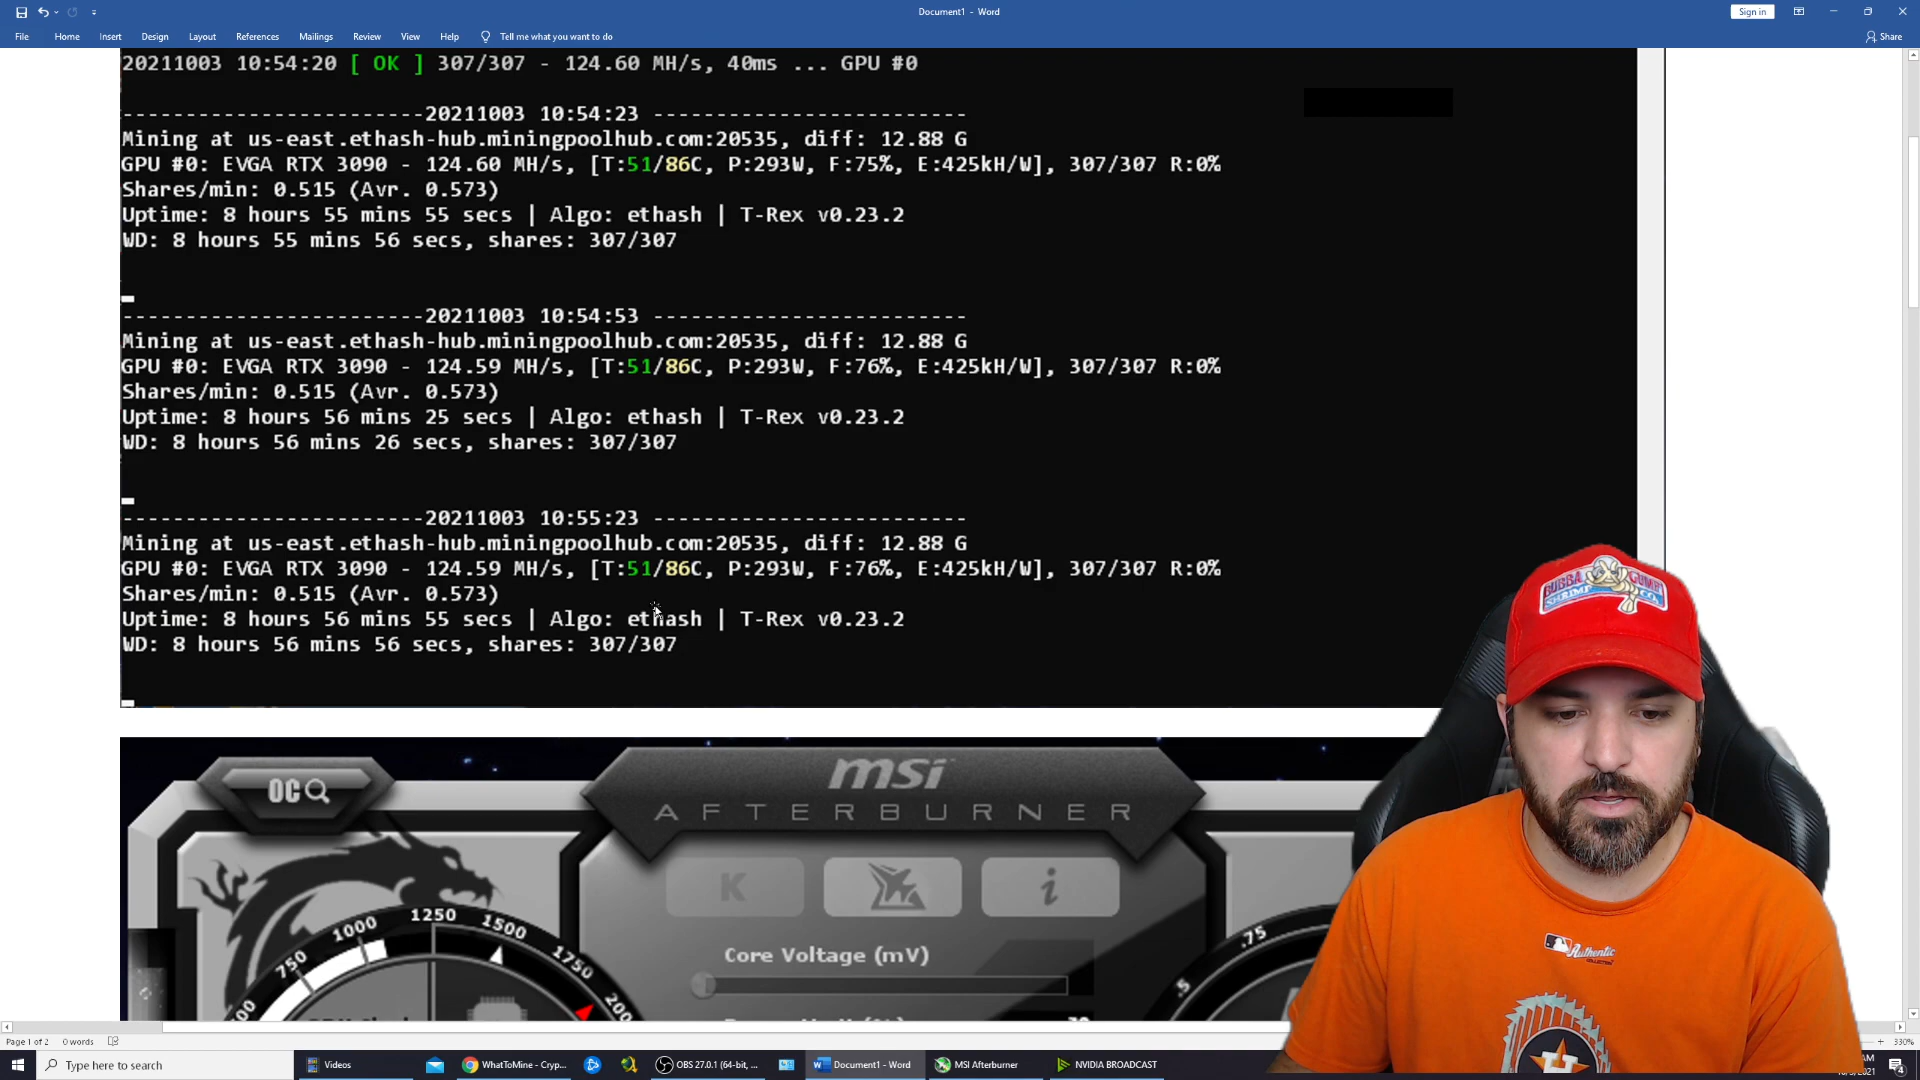 Document1 - Word
Sign in
File Home Insert Design Layout References Mailings Review View Help Tell me what you want to do
Share
20211003 10:54:20 [ OK ] 307/307 - 124.60 MH/s, 40ms ... GPU #0
------------------------20211003 10:54:23 -------------------------
Mining at us-east.ethash-hub.miningpoolhub.com:20535, diff: 12.88 G
GPU #0: EVGA RTX 3090 - 124.60 MH/s, [T:51/86C, P:293W, F:75%, E:425kH/W], 307/307 R:0%
Shares/min: 0.515 (Avr. 0.573)
Uptime: 8 hours 55 mins 55 secs | Algo: ethash | T-Rex v0.23.2
WD: 8 hours 55 mins 56 secs, shares: 307/307
------------------------20211003 10:54:53 -------------------------
Mining at us-east.ethash-hub.miningpoolhub.com:20535, diff: 12.88 G
GPU #0: EVGA RTX 3090 - 124.59 MH/s, [T:51/86C, P:293W, F:76%, E:425kH/W], 307/307 R:0%
Shares/min: 0.515 (Avr. 0.573)
Uptime: 8 hours 56 mins 25 secs | Algo: ethash | T-Rex v0.23.2
WD: 8 hours 56 mins 26 secs, shares: 307/307
------------------------20211003 10:55:23 -------------------------
Mining at us-east.ethash-hub.miningpoolhub.com:20535, diff: 12.88 G
GPU #0: EVGA RTX 3090 - 124.59 MH/s, [T:51/86C, P:293W, F:76%, E:425kH/W], 307/307 R:0%
Shares/min: 0.515 (Avr. 0.573)
Uptime: 8 hours 56 mins 55 secs | Algo: ethash | T-Rex v0.23.2
WD: 8 hours 56 mins 56 secs, shares: 307/307
BUBBA GUMP
SHRIMP CO.
OC
msi
AFTERBURNER
K
i
750 1000 1250 1500 1750
.5 .75
Core Voltage (mV)
Authentic
Page 1 of 2 0 words
330%
Type here to search
Videos
WhatToMine - Cryp...
OBS 27.0.1 (64-bit, ...
Document1 - Word
MSI Afterburner
NVIDIA BROADCAST